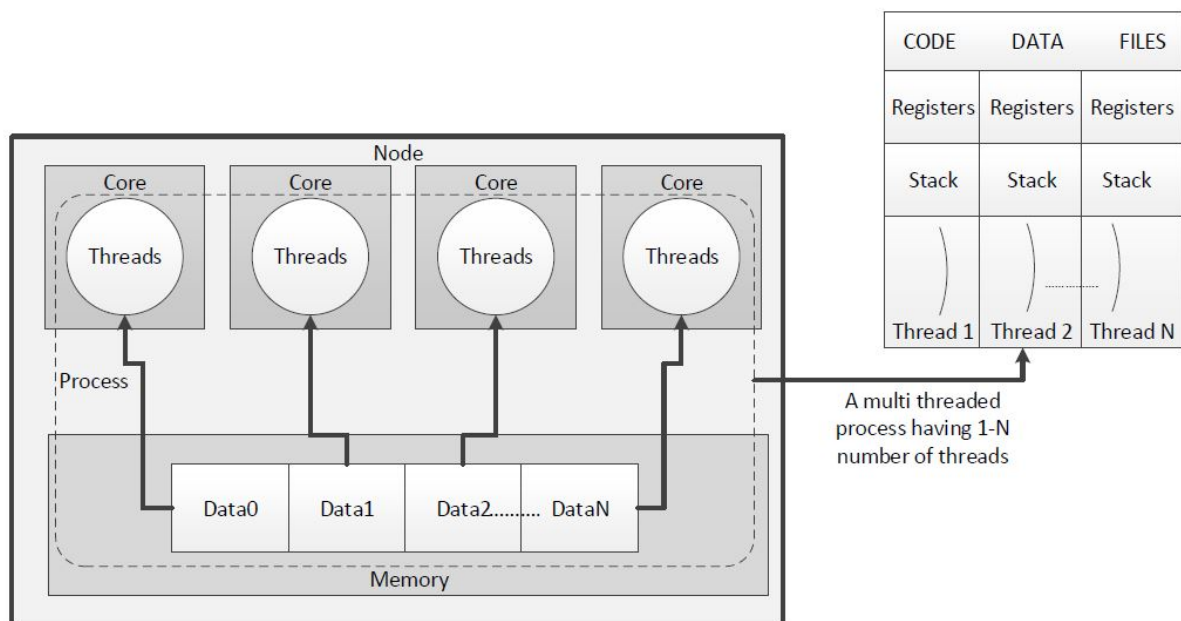 CODE DATA FILES
Registers Registers Registers
Stack Stack Stack
Thread 1 Thread 2 Thread N
Node
Core Core Core Core
Threads Threads Threads Threads
Process
A multi threaded
process having 1-N
number of threads
Data0 Data1 Data2.......... DataN
Memory